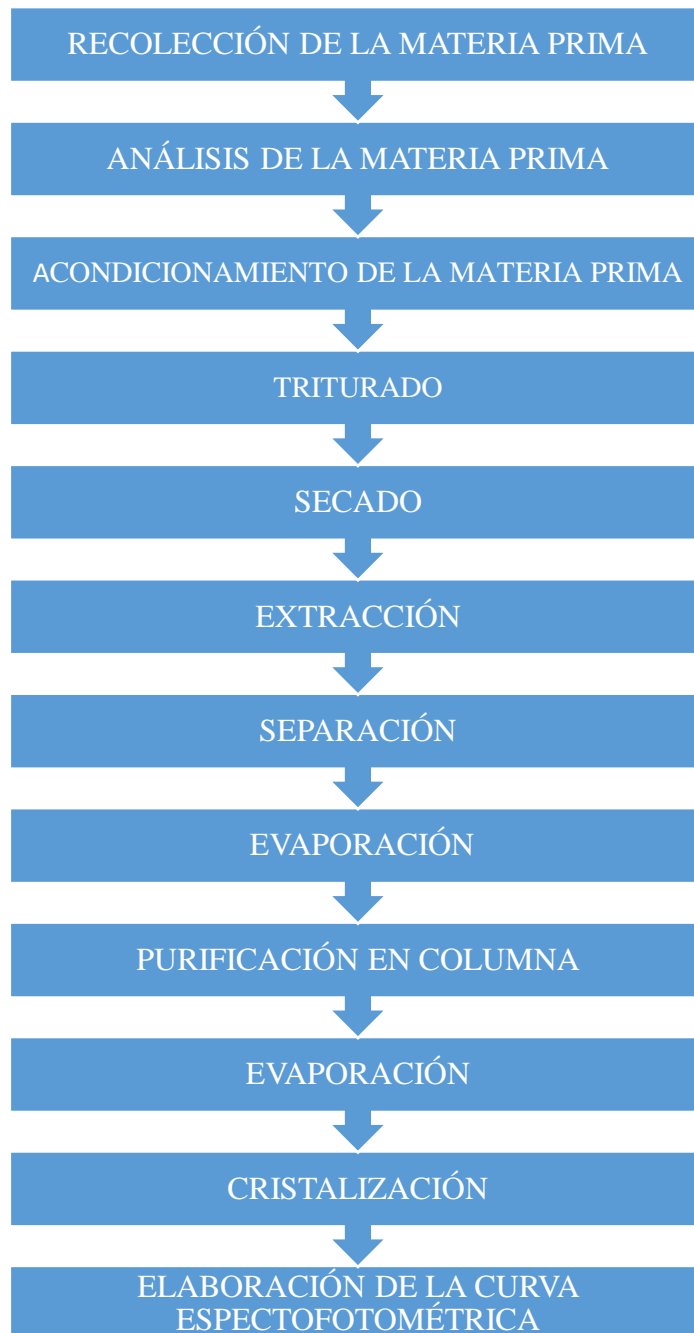 RECOLECCIÓN DE LA MATERIA PRIMA
ANÁLISIS DE LA MATERIA PRIMA
ACONDICIONAMIENTO DE LA MATERIA PRIMA
TRITURADO
SECADO
EXTRACCIÓN
SEPARACIÓN
EVAPORACIÓN
PURIFICACIÓN EN COLUMNA
EVAPORACIÓN
CRISTALIZACIÓN
ELABORACIÓN DE LA CURVA
ESPECTOFOTOMÉTRICA